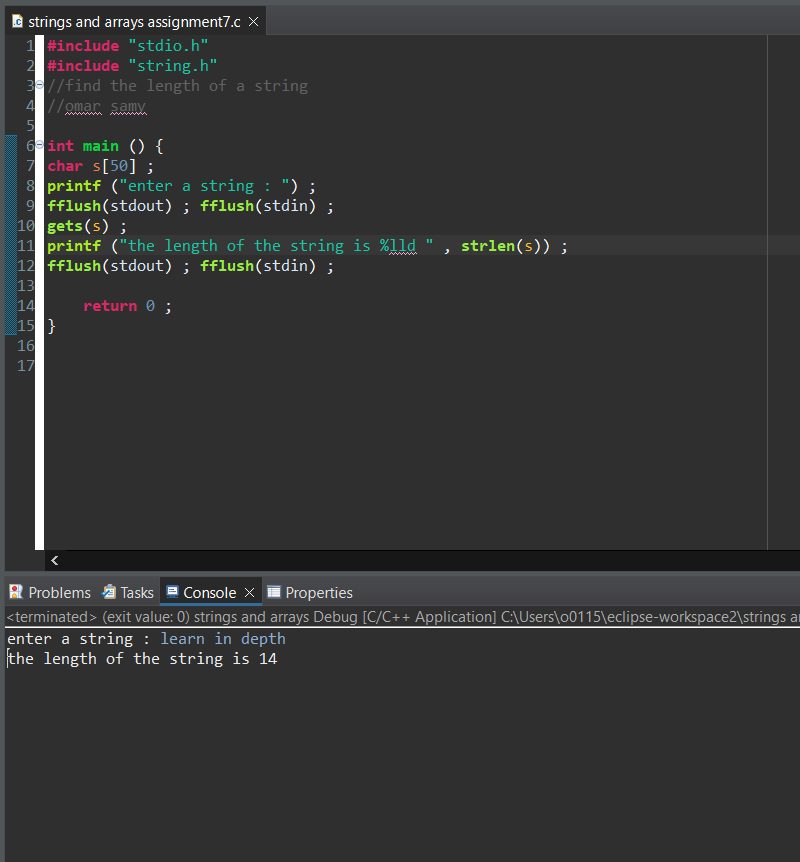 strings and arrays assignment7.c
1 #include "stdio.h"
2 #include "string.h"
3 //find the length of a string
4 //omar samy
5
6 int main () {
7 char s[50] ;
8 printf ("enter a string : ") ;
9 fflush(stdout) ; fflush(stdin) ;
10 gets(s) ;
11 printf ("the length of the string is %lld " , strlen(s)) ;
12 fflush(stdout) ; fflush(stdin) ;
13
14 return 0 ;
15 }
16
17
Problems Tasks Console Properties
<terminated> (exit value: 0) strings and arrays Debug [C/C++ Application] C:\Users\o0115\eclipse-workspace2\strings a
enter a string : learn in depth
the length of the string is 14